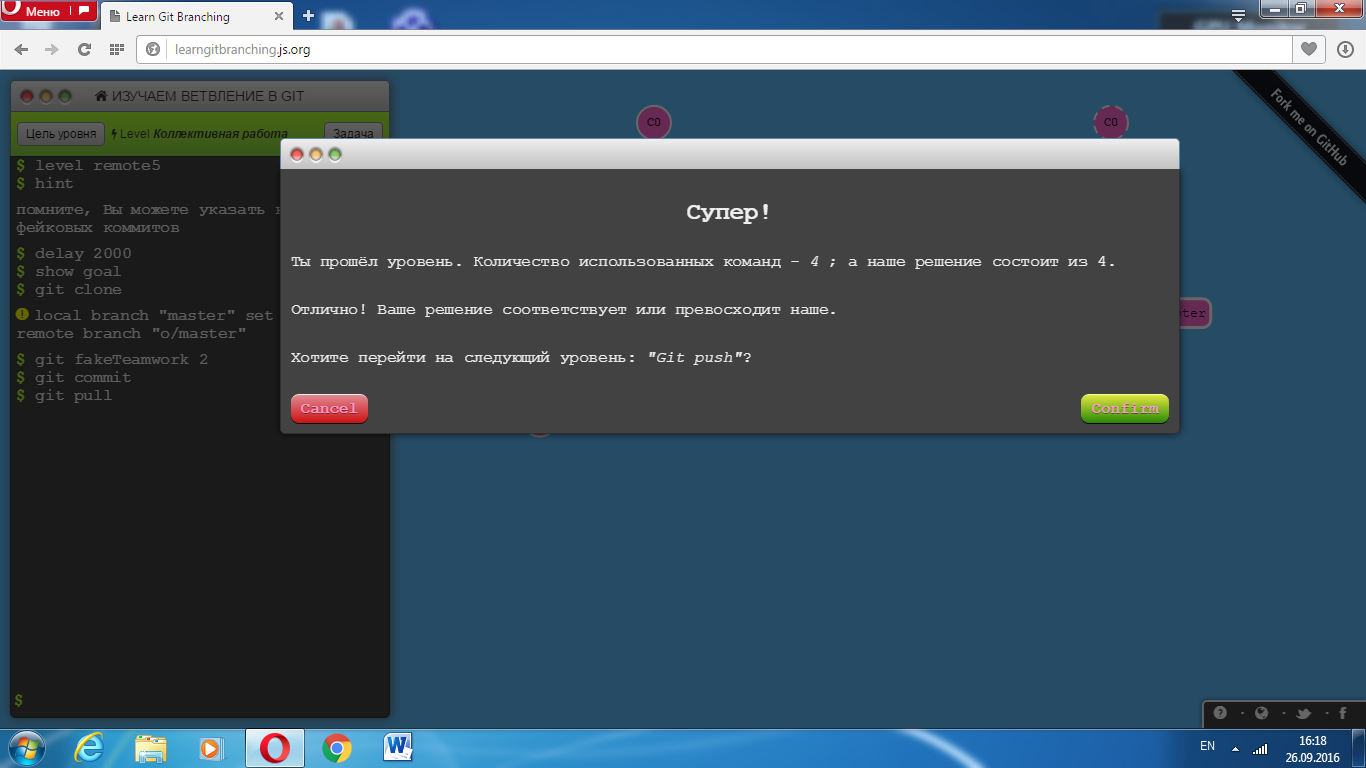 Меню
Learn Git Branching
learngitbranching.js.org
Fork me on GitHub
ИЗУЧАЕМ ВЕТВЛЕНИЕ В GIT
Цель уровня
Level Коллективная работа
Задача
C0
C0
$ level remote5
$ hint
помните, Вы можете указать
фейковых коммитов
$ delay 2000
$ show goal
$ git clone
local branch "master" set
remote branch "o/master"
$ git fakeTeamwork 2
$ git commit
$ git pull
$
Супер!
Ты прошёл уровень. Количество использованных команд - 4 ; а наше решение состоит из 4.
Отлично! Ваше решение соответствует или превосходит наше.
Хотите перейти на следующий уровень: "Git push"?
Cancel
Confirm
EN
16:18
26.09.2016